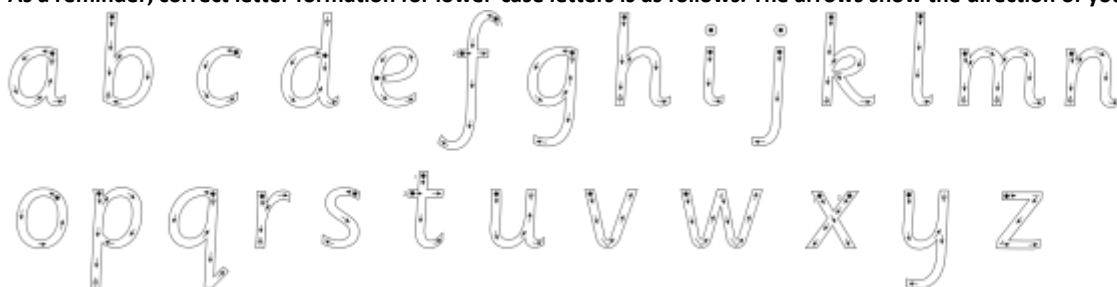 As a reminder, correct letter formation for lower case letters is as follows. The arrows show the direction of
a b c d e f g h i j k l m n
o p q r s t u v w x y z